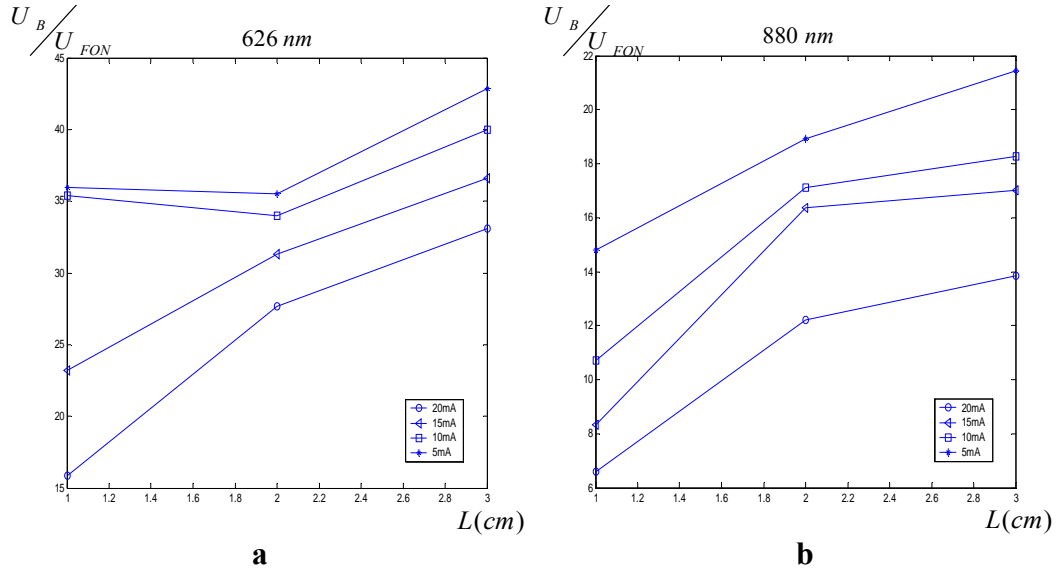 U_B / U_FON
626 nm
45
40
35
30
25
20
15
20mA
15mA
10mA
5mA
1 1.2 1.4 1.6 1.8 2 2.2 2.4 2.6 2.8 3
L(cm)
a
U_B / U_FON
880 nm
22
20
18
16
14
12
10
8
6
20mA
15mA
10mA
5mA
1 1.2 1.4 1.6 1.8 2 2.2 2.4 2.6 2.8 3
L(cm)
b